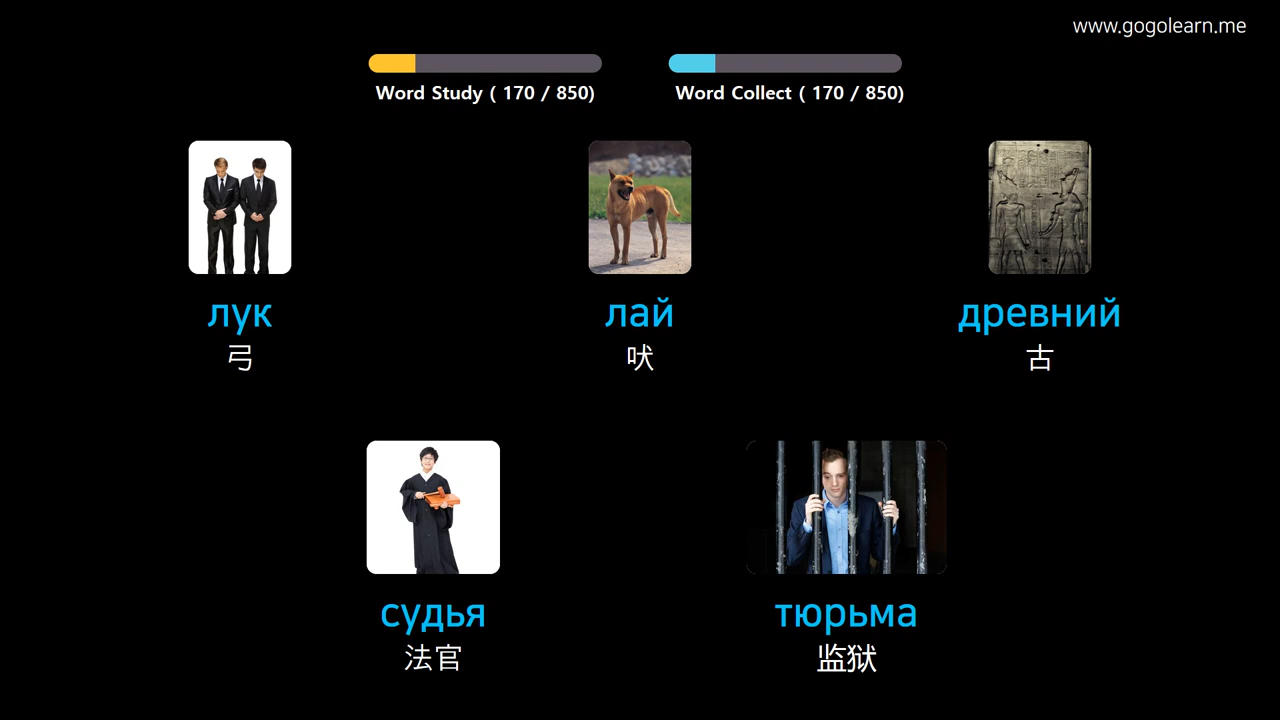 www.gogolearn.me
Word Study ( 170 / 850)
Word Collect ( 170 / 850)
лук
弓
лай
吠
древний
古
судья
法官
тюрьма
监狱